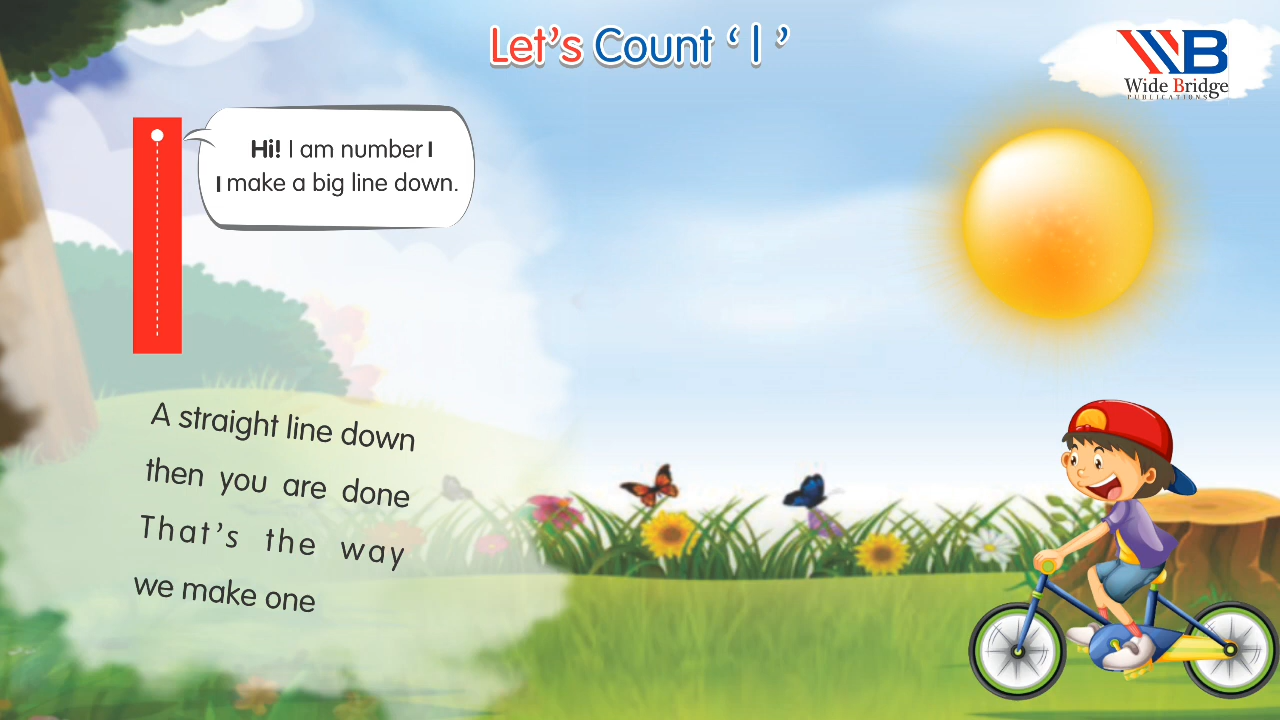 Let's Count ‘ 1 ’
WB
Wide Bridge
PUBLICATIONS
Hi! I am number 1
I make a big line down.
A straight line down
then you are done
That's the way
we make one